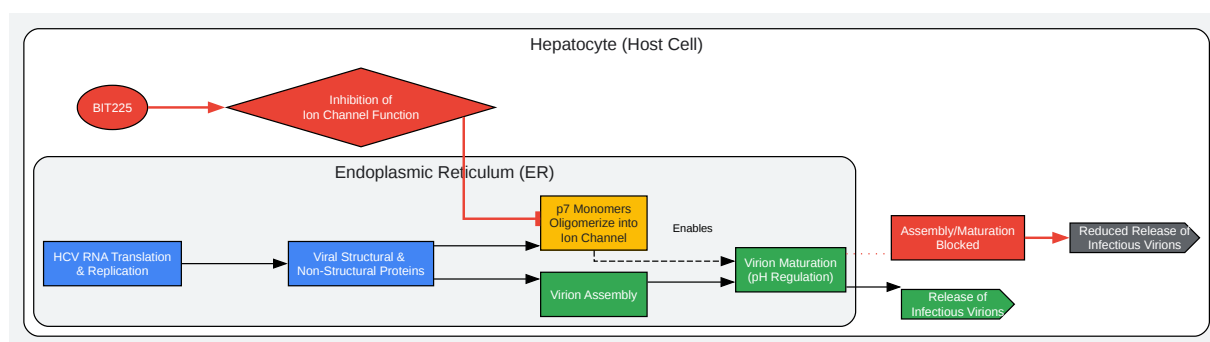 Hepatocyte (Host Cell)
BIT225
Inhibition of
Ion Channel Function
Endoplasmic Reticulum (ER)
HCV RNA Translation
& Replication
Viral Structural &
Non-Structural Proteins
p7 Monomers
Oligomerize into
Ion Channel
Virion Assembly
Enables
Virion Maturation
(pH Regulation)
Assembly/Maturation
Blocked
Reduced Release of
Infectious Virions
Release of
Infectious Virions